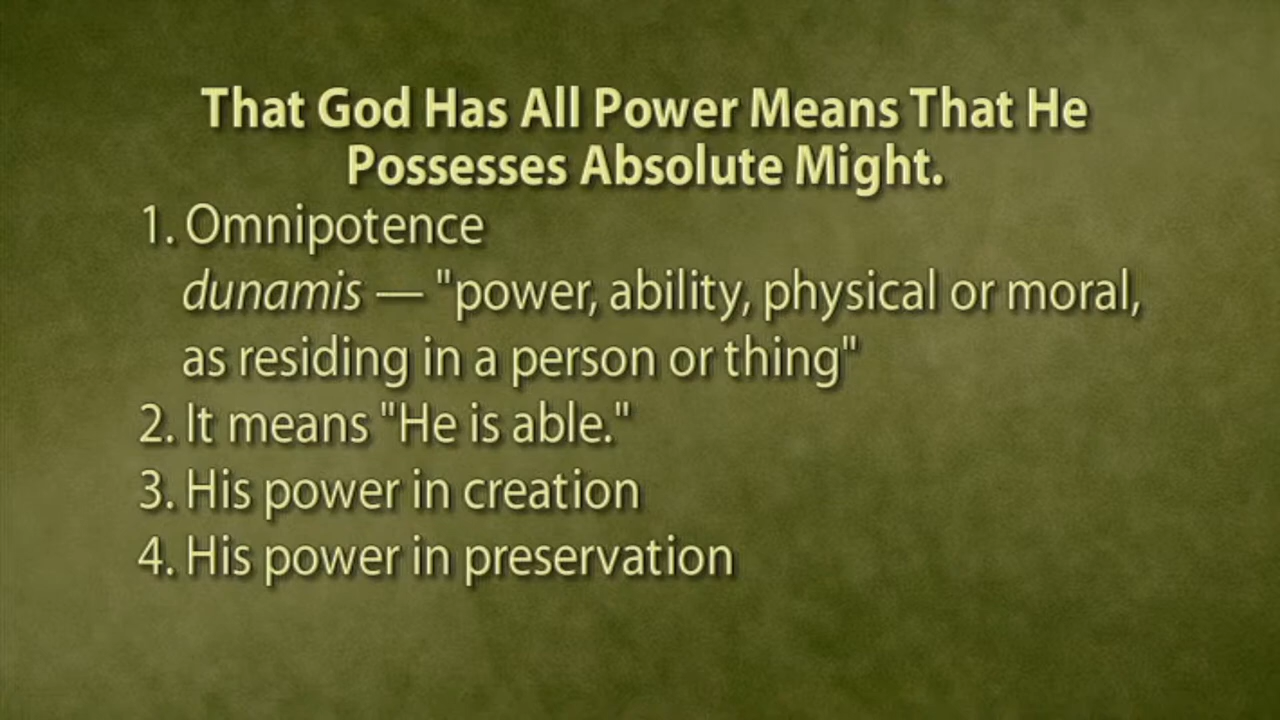 That God Has All Power Means That He
Possesses Absolute Might.
1. Omnipotence
dunamis — "power, ability, physical or moral,
as residing in a person or thing"
2. It means "He is able."
3. His power in creation
4. His power in preservation